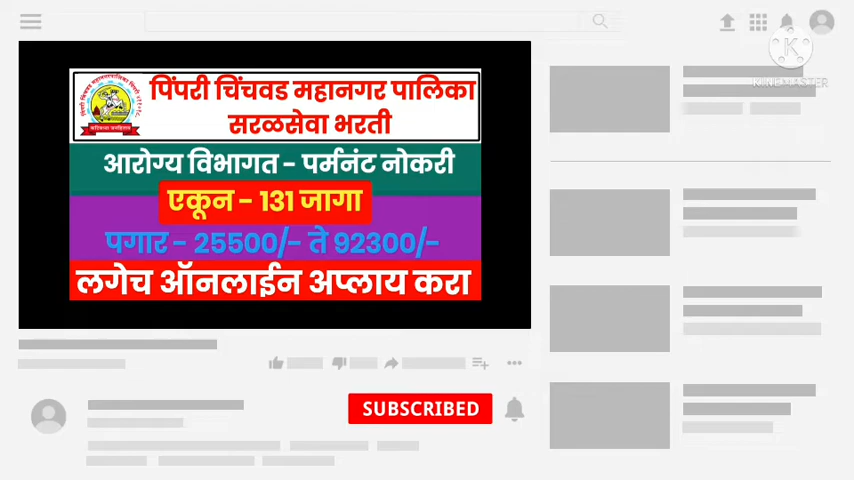 KINEMASTER
पिंपरी चिंचवड महानगर पालिका
सरळसेवा भरती
आरोग्य विभागत - पर्मनंट नोकरी
एकून - 131 जागा
पगार - 25500/- ते 92300/-
लगेच ऑनलाईन अप्लाय करा
SUBSCRIBED